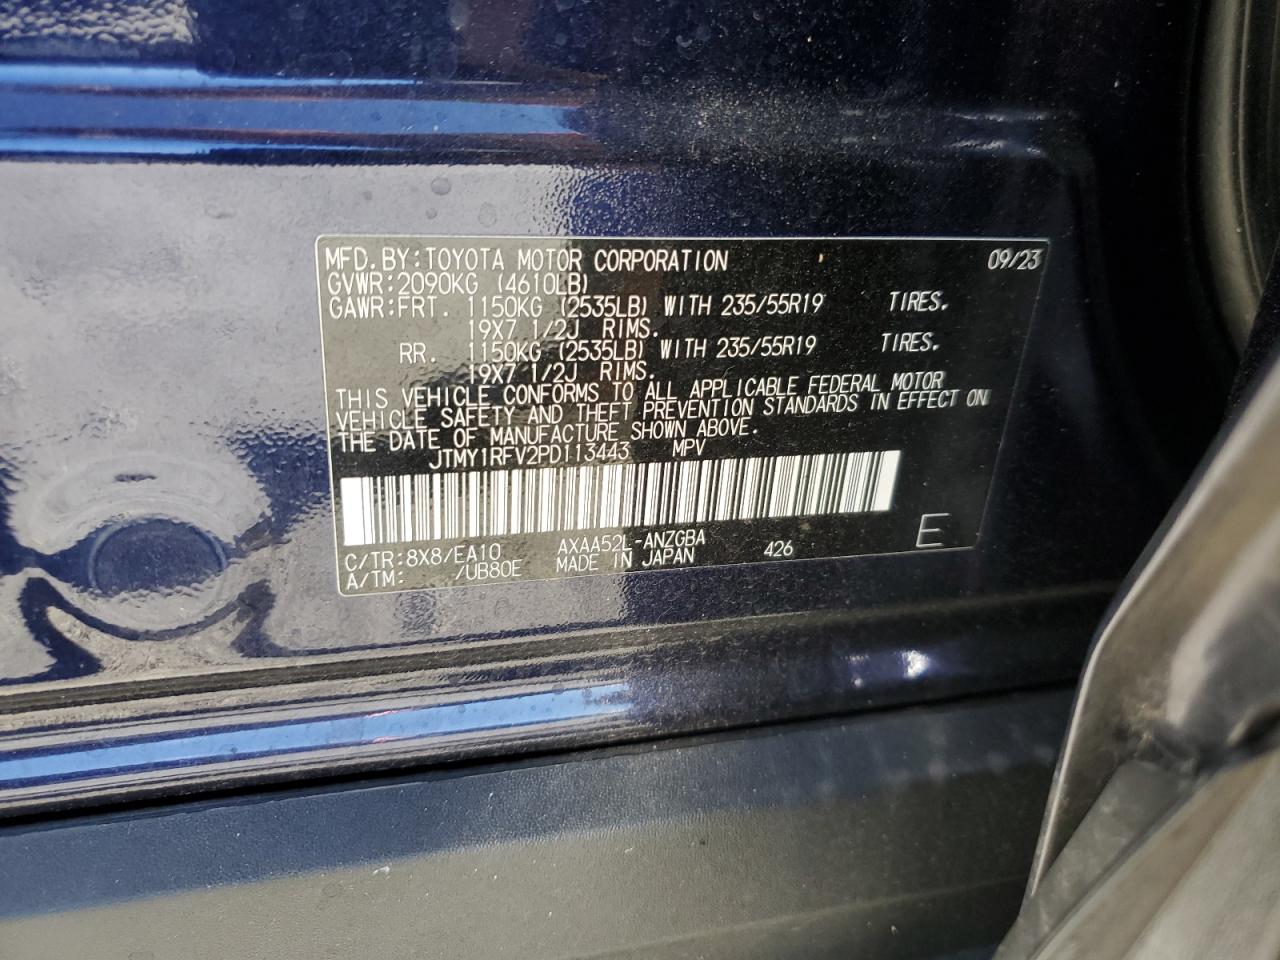 MFD. BY: TOYOTA MOTOR CORPORATION 09/23
GVWR: 2090KG (4610LB)
GAWR: FRT. 1150KG (2535LB) WITH 235/55R19 TIRES.
19X7 1/2J RIMS.
RR. 1150KG (2535LB) WITH 235/55R19 TIRES.
19X7 1/2J RIMS.
THIS VEHICLE CONFORMS TO ALL APPLICABLE FEDERAL MOTOR
VEHICLE SAFETY AND THEFT PREVENTION STANDARDS IN EFFECT ON
THE DATE OF MANUFACTURE SHOWN ABOVE.
JTMY1RFV2PD113443 MPV
C/TR: 8X8/EA10 AXAA52L-ANZGBA 426 E
A/TM: /UB80E MADE IN JAPAN